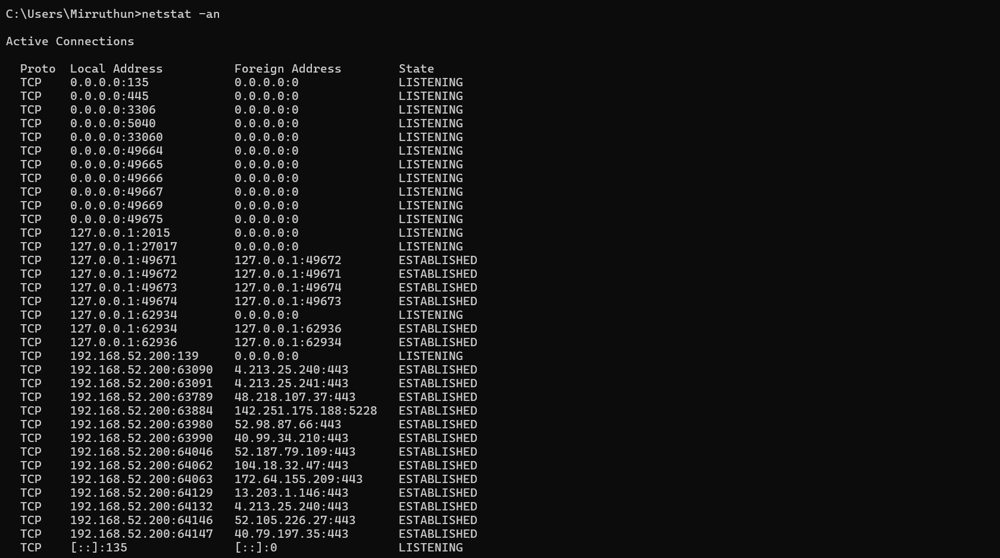 C:\Users\Mirruthun>netstat -an
Active Connections
  Proto  Local Address          Foreign Address        State
  TCP    0.0.0.0:135            0.0.0.0:0              LISTENING
  TCP    0.0.0.0:445            0.0.0.0:0              LISTENING
  TCP    0.0.0.0:3306           0.0.0.0:0              LISTENING
  TCP    0.0.0.0:5040           0.0.0.0:0              LISTENING
  TCP    0.0.0.0:33060          0.0.0.0:0              LISTENING
  TCP    0.0.0.0:49664          0.0.0.0:0              LISTENING
  TCP    0.0.0.0:49665          0.0.0.0:0              LISTENING
  TCP    0.0.0.0:49666          0.0.0.0:0              LISTENING
  TCP    0.0.0.0:49667          0.0.0.0:0              LISTENING
  TCP    0.0.0.0:49669          0.0.0.0:0              LISTENING
  TCP    0.0.0.0:49675          0.0.0.0:0              LISTENING
  TCP    127.0.0.1:2015         0.0.0.0:0              LISTENING
  TCP    127.0.0.1:27017        0.0.0.0:0              LISTENING
  TCP    127.0.0.1:49671        127.0.0.1:49672        ESTABLISHED
  TCP    127.0.0.1:49672        127.0.0.1:49671        ESTABLISHED
  TCP    127.0.0.1:49673        127.0.0.1:49674        ESTABLISHED
  TCP    127.0.0.1:49674        127.0.0.1:49673        ESTABLISHED
  TCP    127.0.0.1:62934        0.0.0.0:0              LISTENING
  TCP    127.0.0.1:62934        127.0.0.1:62936        ESTABLISHED
  TCP    127.0.0.1:62936        127.0.0.1:62934        ESTABLISHED
  TCP    192.168.52.200:139     0.0.0.0:0              LISTENING
  TCP    192.168.52.200:63090   4.213.25.240:443       ESTABLISHED
  TCP    192.168.52.200:63091   4.213.25.241:443       ESTABLISHED
  TCP    192.168.52.200:63789   48.218.107.37:443      ESTABLISHED
  TCP    192.168.52.200:63884   142.251.175.188:5228   ESTABLISHED
  TCP    192.168.52.200:63980   52.98.87.66:443        ESTABLISHED
  TCP    192.168.52.200:63990   40.99.34.210:443       ESTABLISHED
  TCP    192.168.52.200:64046   52.187.79.109:443      ESTABLISHED
  TCP    192.168.52.200:64062   104.18.32.47:443       ESTABLISHED
  TCP    192.168.52.200:64063   172.64.155.209:443     ESTABLISHED
  TCP    192.168.52.200:64129   13.203.1.146:443       ESTABLISHED
  TCP    192.168.52.200:64132   4.213.25.240:443       ESTABLISHED
  TCP    192.168.52.200:64146   52.105.226.27:443      ESTABLISHED
  TCP    192.168.52.200:64147   40.79.197.35:443       ESTABLISHED
  TCP    [::]:135               [::]:0                 LISTENING